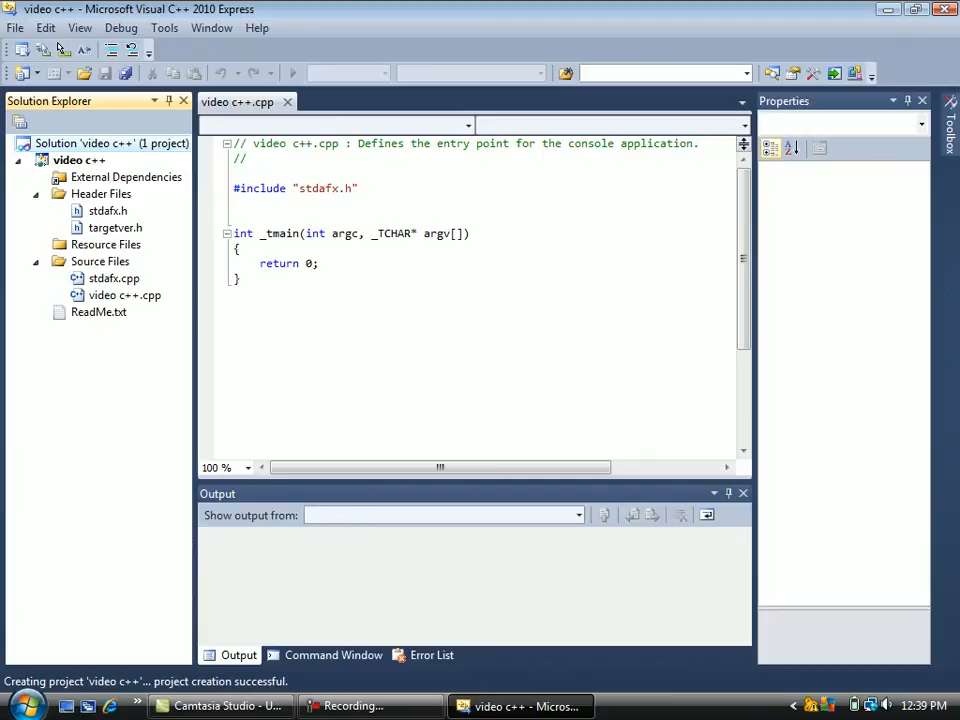 video c++ - Microsoft Visual C++ 2010 Express
File Edit View Debug Tools Window Help
Solution Explorer
video c++.cpp
Properties
Toolbox
Solution 'video c++' (1 project)
video c++
External Dependencies
Header Files
stdafx.h
targetver.h
Resource Files
Source Files
stdafx.cpp
video c++.cpp
ReadMe.txt
// video c++.cpp : Defines the entry point for the console application.
//
#include "stdafx.h"
int _tmain(int argc, _TCHAR* argv[])
{
return 0;
}
100 %
Output
Show output from:
Output Command Window Error List
Creating project 'video c++'... project creation successful.
Camtasia Studio - U... Recording... video c++ - Micros... 12:39 PM